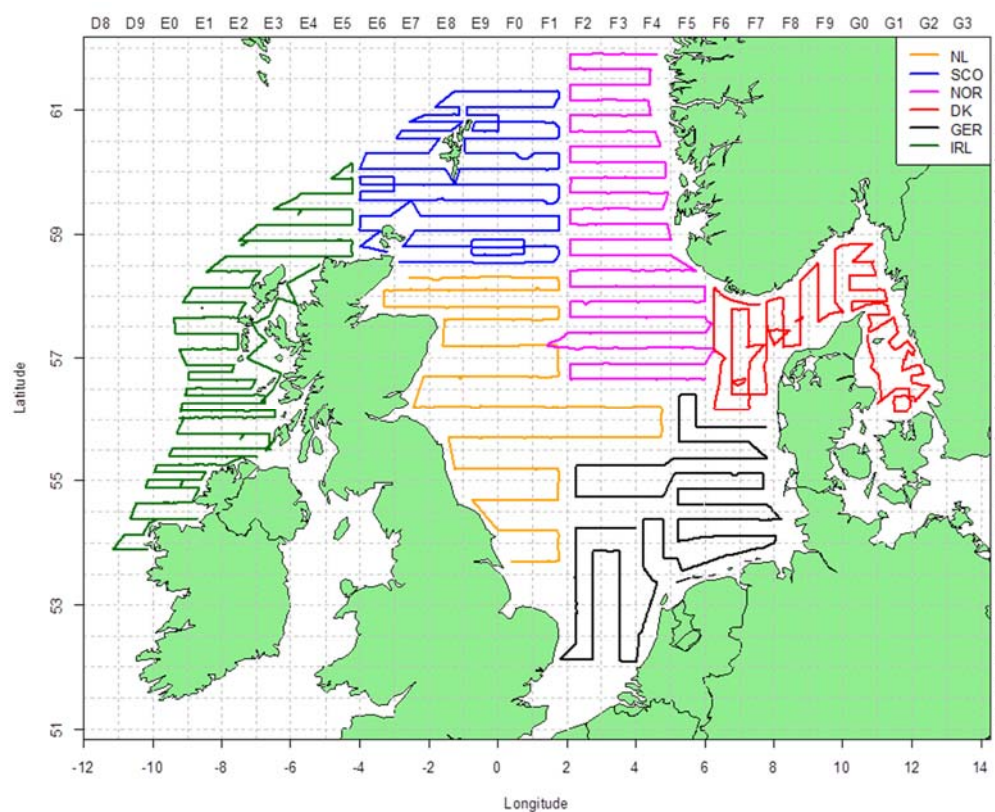 D8 D9 E0 E1 E2 E3 E4 E5 E6 E7 E8 E9 F0 F1 F2 F3 F4 F5 F6 F7 F8 F9 G0 G1 G2 G3
NL
SCO
NOR
DK
GER
IRL
61
59
57
55
53
51
Latitude
-12 -10 -8 -6 -4 -2 0 2 4 6 8 10 12 14
Longitude